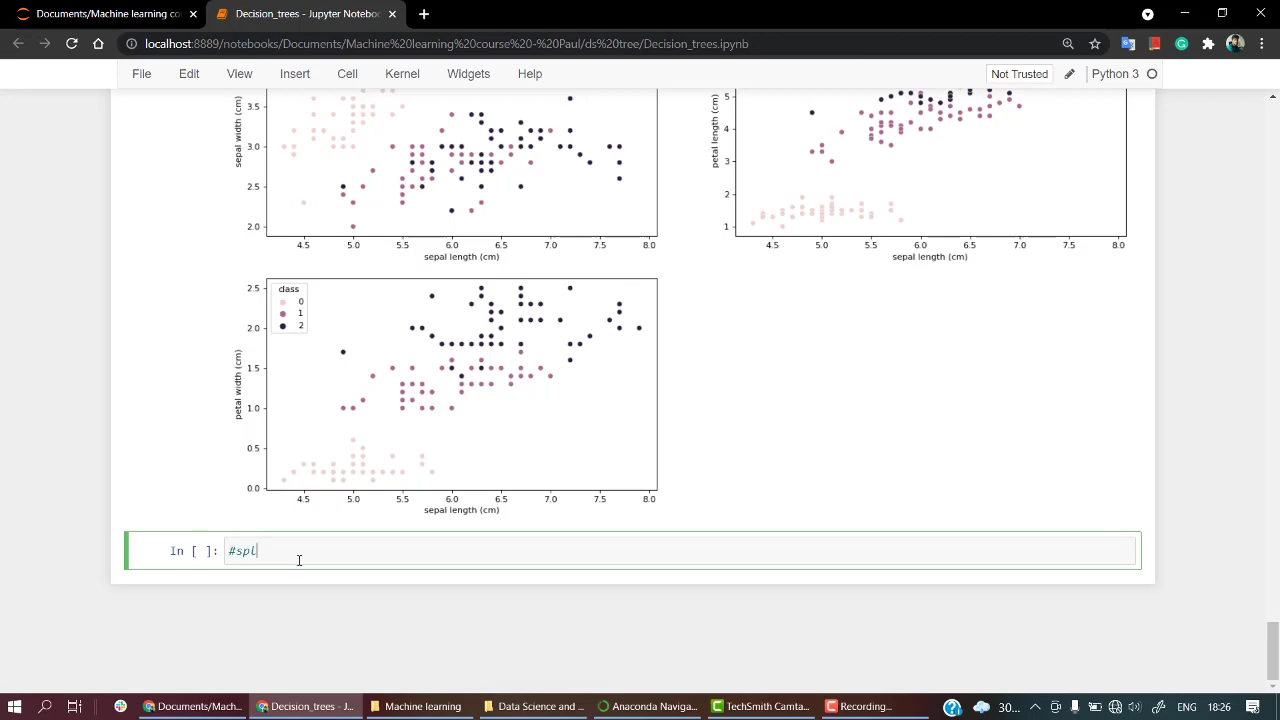 Documents/Machine learning co
Decision_trees - Jupyter Noteboo
localhost:8889/notebooks/Documents/Machine%20learning%20course%20-%20Paul/ds%20tree/Decision_trees.ipynb
File Edit View Insert Cell Kernel Widgets Help
Not Trusted
Python 3
sepal width (cm)
3.5
3.0
2.5
2.0
4.5 5.0 5.5 6.0 6.5 7.0 7.5 8.0
sepal length (cm)
petal length (cm)
5
4
3
2
1
4.5 5.0 5.5 6.0 6.5 7.0 7.5 8.0
sepal length (cm)
petal width (cm)
2.5
2.0
1.5
1.0
0.5
0.0
class
0
1
2
4.5 5.0 5.5 6.0 6.5 7.0 7.5 8.0
sepal length (cm)
In [ ]: #spl
Documents/Mach...
Decision_trees - J...
Machine learning
Data Science and ...
Anaconda Naviga...
TechSmith Camta...
Recording...
30...
ENG
18:26